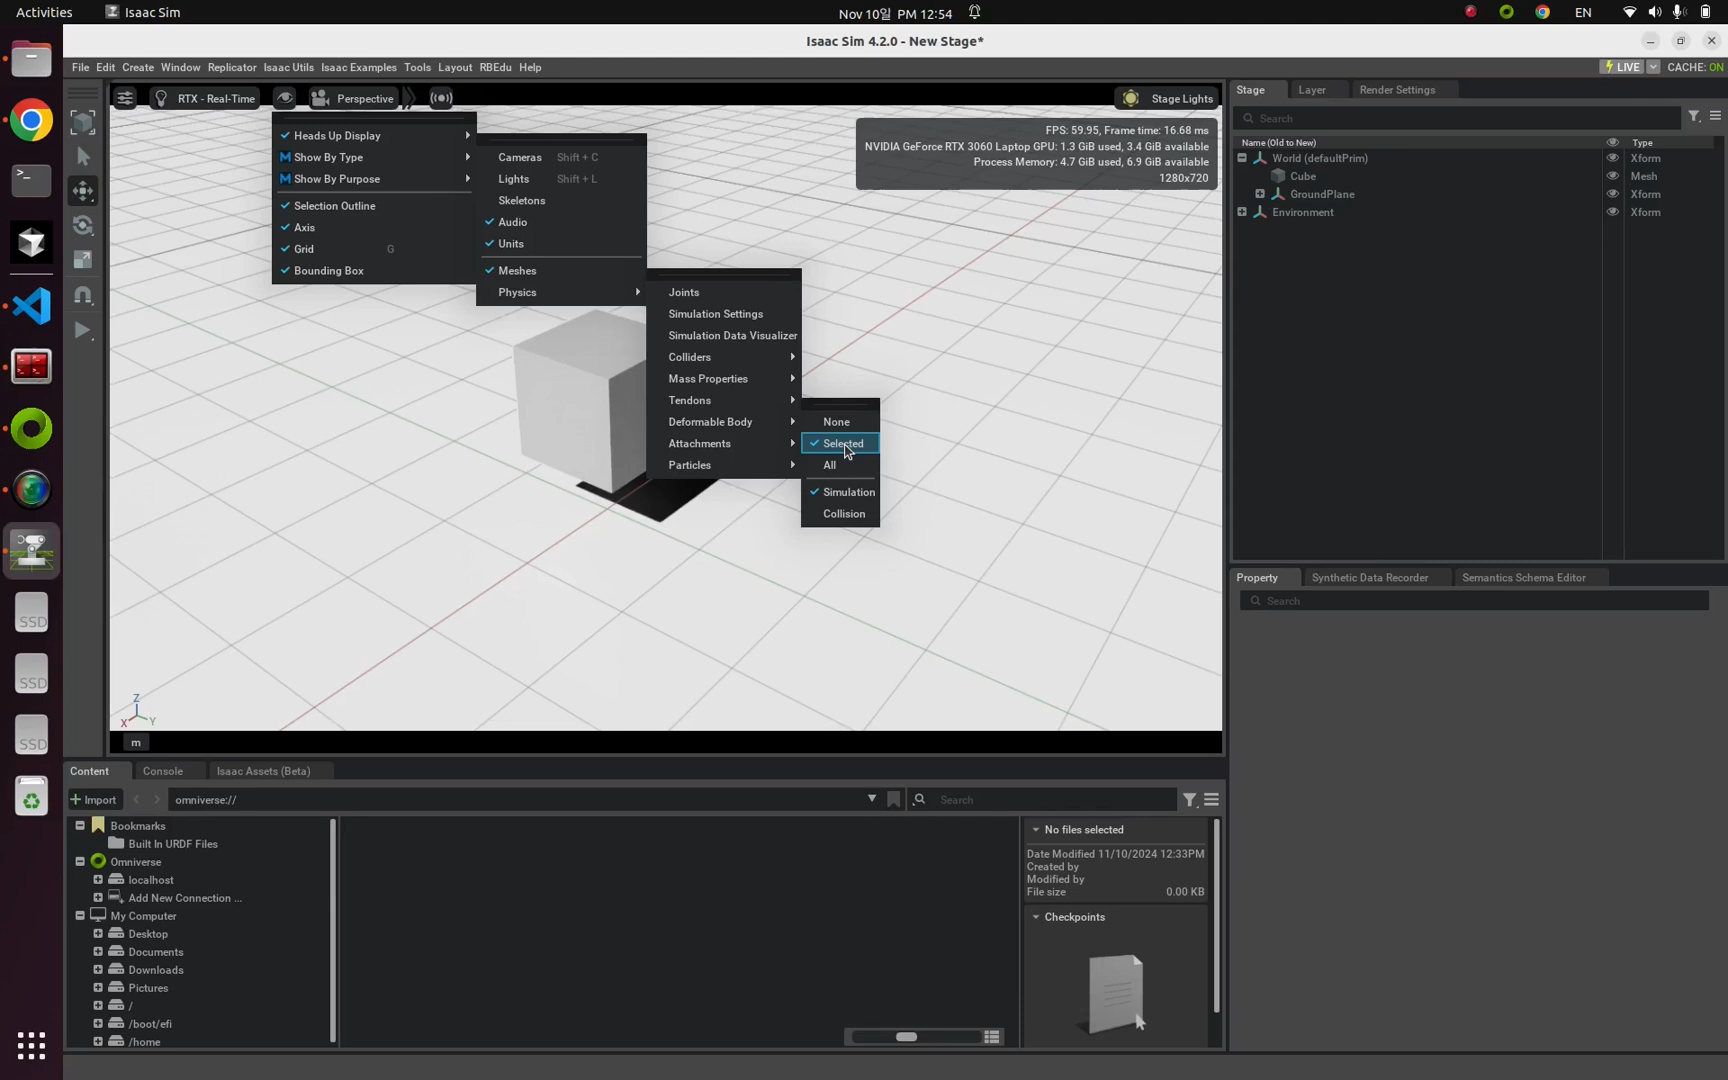 Activities Isaac Sim Nov 10일 PM 12:54 EN
Isaac Sim 4.2.0 - New Stage*
File Edit Create Window Replicator Isaac Utils Isaac Examples Tools Layout RBEdu Help LIVE CACHE: ON
RTX - Real-Time Perspective Stage Lights
Stage Layer Render Settings
Search
Name (Old to New) Type
World (defaultPrim) Xform
Cube Mesh
GroundPlane Xform
Environment Xform
FPS: 59.95, Frame time: 16.68 ms
NVIDIA GeForce RTX 3060 Laptop GPU: 1.3 GiB used, 3.4 GiB available
Process Memory: 4.7 GiB used, 6.9 GiB available
1280x720
Heads Up Display
Show By Type
Show By Purpose
Selection Outline
Axis
Grid G
Bounding Box
Cameras Shift + C
Lights Shift + L
Skeletons
Audio
Units
Meshes
Physics
Joints
Simulation Settings
Simulation Data Visualizer
Colliders
Mass Properties
Tendons
Deformable Body
Attachments
Particles
None
Selected
All
Simulation
Collision
Z
X Y
m
Property Synthetic Data Recorder Semantics Schema Editor
Search
Content Console Isaac Assets (Beta)
Import omniverse:// Search
Bookmarks
Built In URDF Files
Omniverse
localhost
Add New Connection ...
My Computer
Desktop
Documents
Downloads
Pictures
/
/boot/efi
/home
No files selected
Date Modified 11/10/2024 12:33PM
Created by
Modified by
File size 0.00 KB
Checkpoints
SSD
SSD
SSD